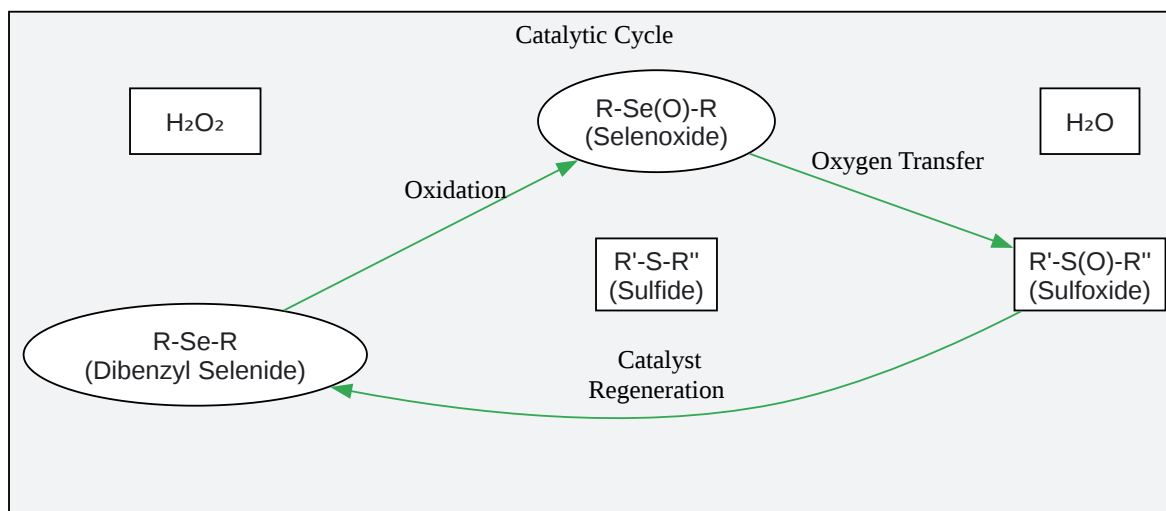 Catalytic Cycle
H₂O₂
R-Se(O)-R
(Selenoxide)
H₂O
Oxidation
Oxygen Transfer
R'-S-R"
(Sulfide)
R'-S(O)-R"
(Sulfoxide)
R-Se-R
(Dibenzyl Selenide)
Catalyst
Regeneration